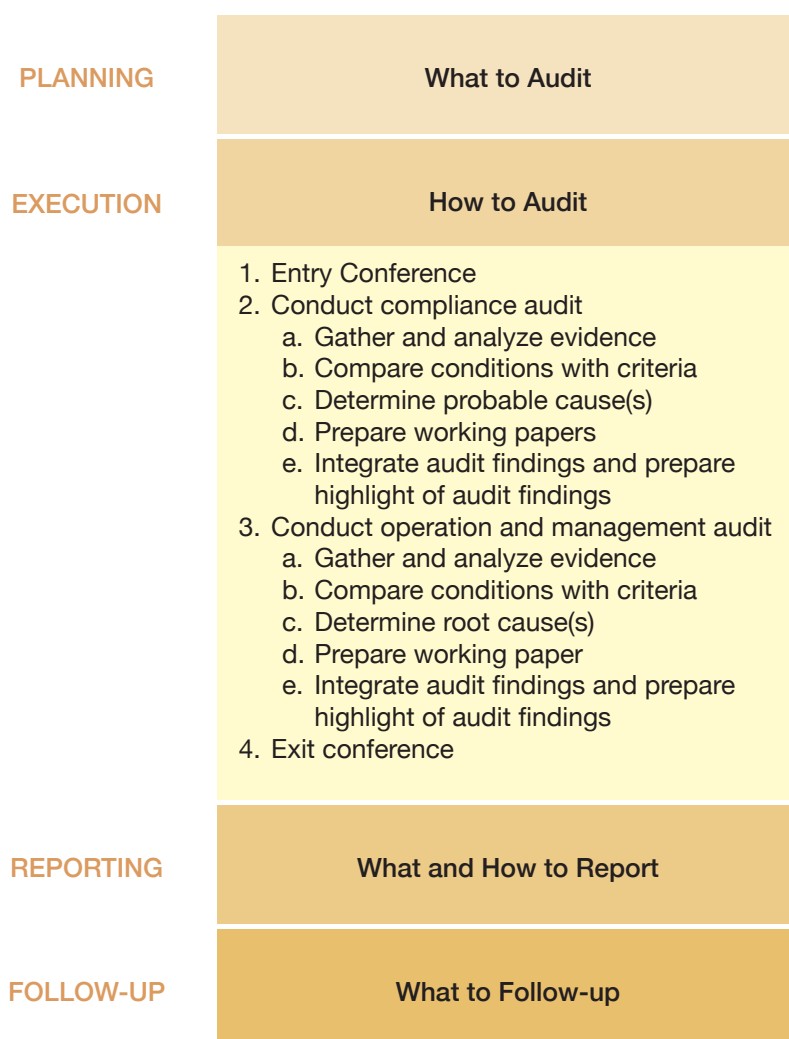 PLANNING
What to Audit
EXECUTION
How to Audit
1. Entry Conference
2. Conduct compliance audit
a. Gather and analyze evidence
b. Compare conditions with criteria
c. Determine probable cause(s)
d. Prepare working papers
e. Integrate audit findings and prepare
highlight of audit findings
3. Conduct operation and management audit
a. Gather and analyze evidence
b. Compare conditions with criteria
c. Determine root cause(s)
d. Prepare working paper
e. Integrate audit findings and prepare
highlight of audit findings
4. Exit conference
REPORTING
What and How to Report
FOLLOW-UP
What to Follow-up